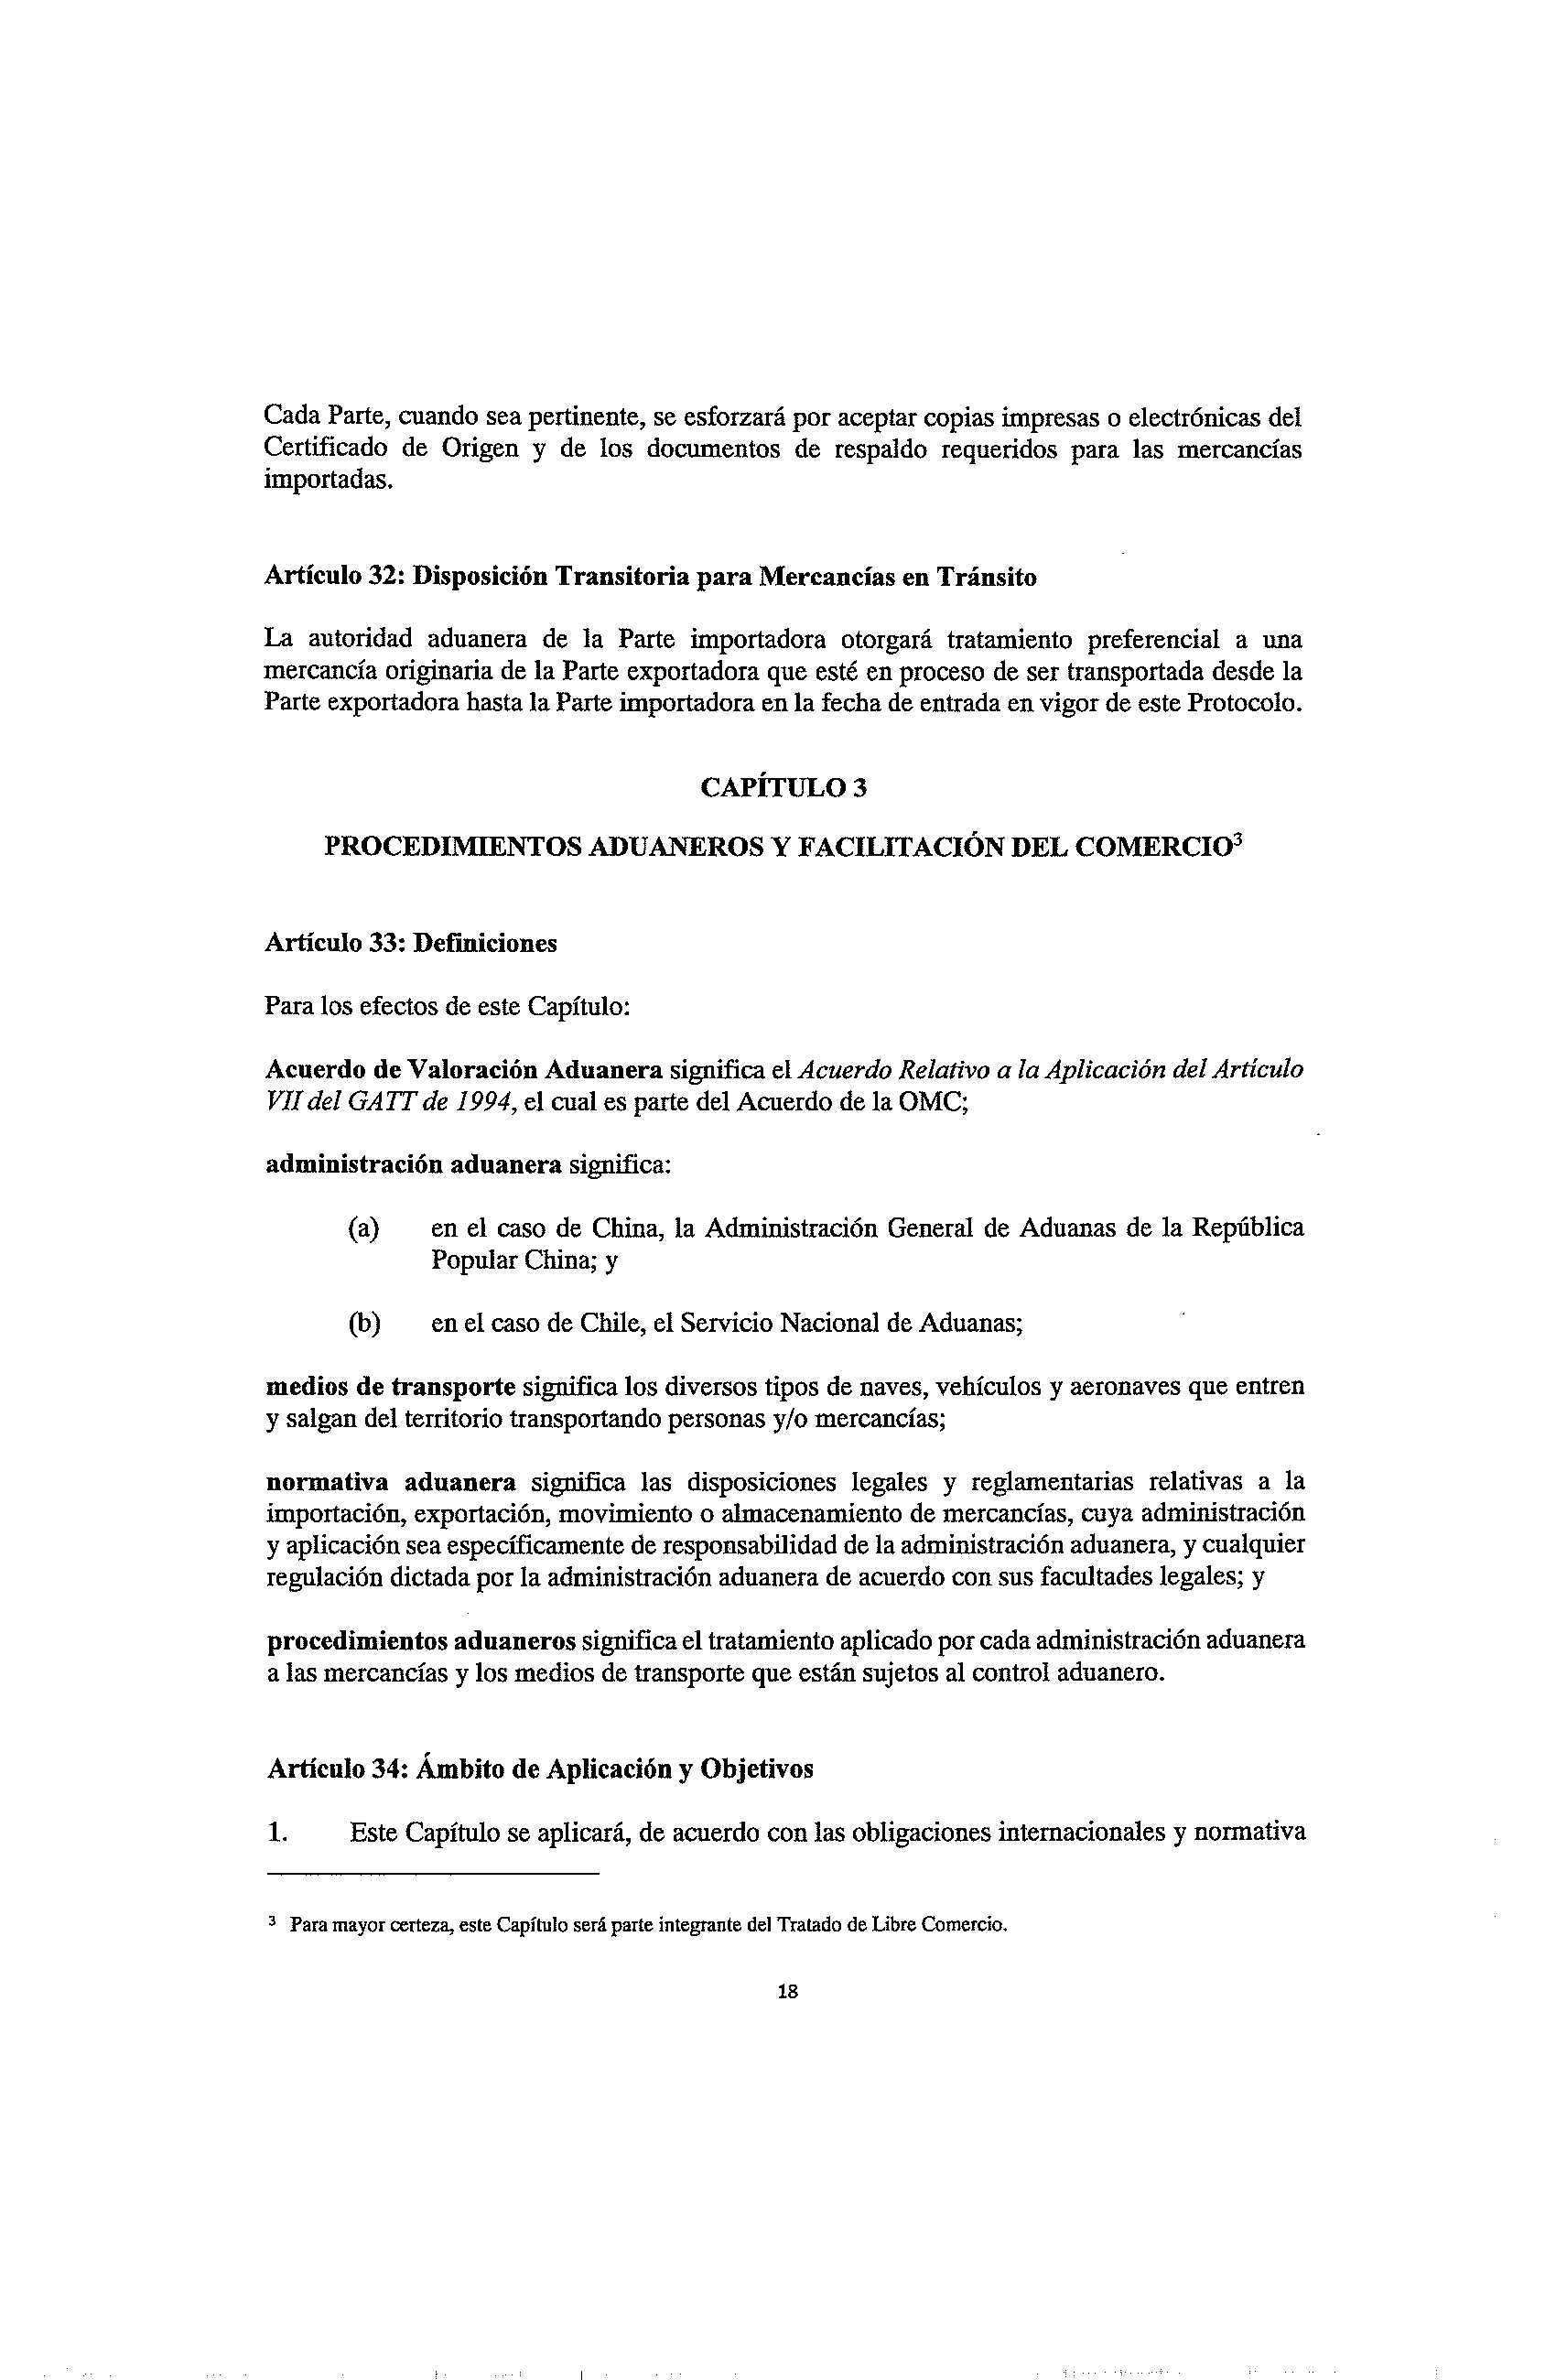 Cada Parte, cuando sea pertinente, se esforzará por aceptar copias impresas o electrónicas del
Certificado de Origen y de los documentos de respaldo requeridos para las mercancías
importadas.
Artículo 32: Disposición Transitoria para Mercancías en Tránsito
La autoridad aduanera de la Parte importadora otorgará tratamiento preferencial a una
mercancía originaria de la Parte exportadora que esté en proceso de ser transportada desde la
Parte exportadora hasta la Parte importadora en la fecha de entrada en vigor de este Protocolo.
CAPÍTULO 3
PROCEDIMIENTOS ADUANEROS Y FACILITACIÓN DEL COMERCIO³
Artículo 33: Definiciones
Para los efectos de este Capítulo:
Acuerdo de Valoración Aduanera significa el Acuerdo Relativo a la Aplicación del Artículo
VII del GATT de 1994, el cual es parte del Acuerdo de la OMC;
administración aduanera significa:
(a) en el caso de China, la Administración General de Aduanas de la República
Popular China; y
(b) en el caso de Chile, el Servicio Nacional de Aduanas;
medios de transporte significa los diversos tipos de naves, vehículos y aeronaves que entren
y salgan del territorio transportando personas y/o mercancías;
normativa aduanera significa las disposiciones legales y reglamentarias relativas a la
importación, exportación, movimiento o almacenamiento de mercancías, cuya administración
y aplicación sea específicamente de responsabilidad de la administración aduanera, y cualquier
regulación dictada por la administración aduanera de acuerdo con sus facultades legales; y
procedimientos aduaneros significa el tratamiento aplicado por cada administración aduanera
a las mercancías y los medios de transporte que están sujetos al control aduanero.
Artículo 34: Ámbito de Aplicación y Objetivos
1. Este Capítulo se aplicará, de acuerdo con las obligaciones internacionales y normativa
³ Para mayor certeza, este Capítulo será parte integrante del Tratado de Libre Comercio.
18